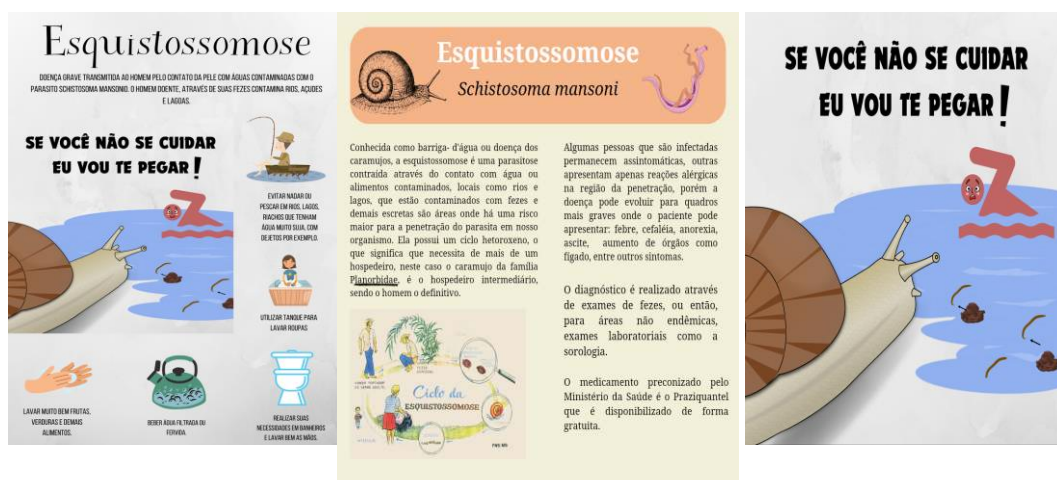 Esquistossomose
DOENÇA GRAVE TRANSMITIDA AO HOMEM PELO CONTATO DA PELE COM ÁGUAS CONTAMINADAS COM O
PARASITO SCHISTOSOMA MANSONIO. O HOMEM DOENTE, ATRAVÉS DE SUAS FEZES CONTAMINA RIOS, AÇUDES
E LAGOAS.
SE VOCÊ NÃO SE CUIDAR
EU VOU TE PEGAR!
EVITAR NADAR OU
PESCAR EM RIOS, LAGOS,
RIACHOS QUE TENHAM
ÁGUA MUITO SUJA, COM
DEJETOS POR EXEMPLO.
UTILIZAR TANQUE PARA
LAVAR ROUPAS
LAVAR MUITO BEM FRUTAS,
VERDURAS E DEMAIS
ALIMENTOS.
BEBER ÁGUA FILTRADA OU
FERVIDA.
REALIZAR SUAS
NECESSIDADES EM BANHEIROS
E LAVAR BEM AS MÃOS.
Esquistossomose
Schistosoma mansoni
Conhecida como barriga- d'água ou doença dos
caramujos, a esquistossomose é uma parasitose
contraída através do contato com água ou
alimentos contaminados, locais como rios e
lagos, que estão contaminados com fezes e
demais escretas são áreas onde há uma risco
maior para a penetração do parasita em nosso
organismo. Ela possui um ciclo hetoroxeno, o
que significa que necessita de mais de um
hospedeiro, neste caso o caramujo da família
Planorbidae, é o hospedeiro intermediário,
sendo o homem o definitivo.
Ciclo da
ESQUISTOSSOMOSE
Algumas pessoas que são infectadas
permanecem assintomáticas, outras
apresentam apenas reações alérgicas
na região da penetração, porém a
doença pode evoluir para quadros
mais graves onde o paciente pode
apresentar: febre, cefaléia, anorexia,
ascite, aumento de órgãos como
fígado, entre outros sintomas.
O diagnóstico é realizado através
de exames de fezes, ou então,
para áreas não endêmicas,
exames laboratoriais como a
sorologia.
O medicamento preconizado pelo
Ministério da Saúde é o Praziquantel
que é disponibilizado de forma
gratuita.
SE VOCÊ NÃO SE CUIDAR
EU VOU TE PEGAR!